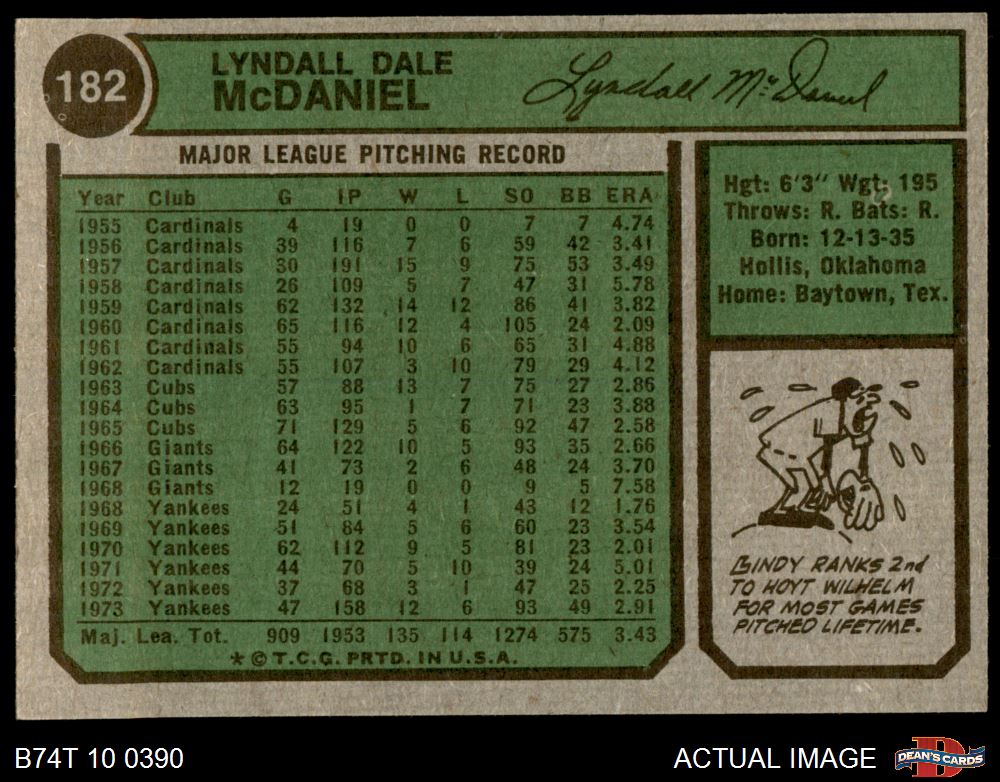 182
LYNDALL DALE
McDANIEL
Lyndall McDaniel
MAJOR LEAGUE PITCHING RECORD
Year Club G IP W L SO BB ERA
1955 Cardinals 4 19 0 0 7 7 4.74
1956 Cardinals 39 116 7 6 59 42 3.41
1957 Cardinals 30 191 15 9 75 53 3.49
1958 Cardinals 26 109 5 7 47 31 5.78
1959 Cardinals 62 132 14 12 86 41 3.82
1960 Cardinals 65 116 12 4 105 24 2.09
1961 Cardinals 55 94 10 6 65 31 4.88
1962 Cardinals 55 107 3 10 79 29 4.12
1963 Cubs 57 88 13 7 75 27 2.86
1964 Cubs 63 95 1 7 71 23 3.88
1965 Cubs 71 129 5 6 92 47 2.58
1966 Giants 64 122 10 5 93 35 2.66
1967 Giants 41 73 2 6 48 24 3.70
1968 Giants 12 19 0 0 9 5 7.58
1968 Yankees 24 51 4 1 43 12 1.76
1969 Yankees 51 84 5 6 60 23 3.54
1970 Yankees 62 112 9 5 81 23 2.01
1971 Yankees 44 70 5 10 39 24 5.01
1972 Yankees 37 68 3 1 47 25 2.25
1973 Yankees 47 158 12 6 93 49 2.91
Maj. Lea. Tot. 909 1953 135 114 1274 575 3.43
* © T.C.G. PRTD. IN U.S.A.
Hgt: 6'3" Wgt: 195
Throws: R. Bats: R.
Born: 12-13-35
Hollis, Oklahoma
Home: Baytown, Tex.
LINDY RANKS 2nd
TO HOYT WILHELM
FOR MOST GAMES
PITCHED LIFETIME.
B74T 10 0390
ACTUAL IMAGE
D
DEAN'S CARDS